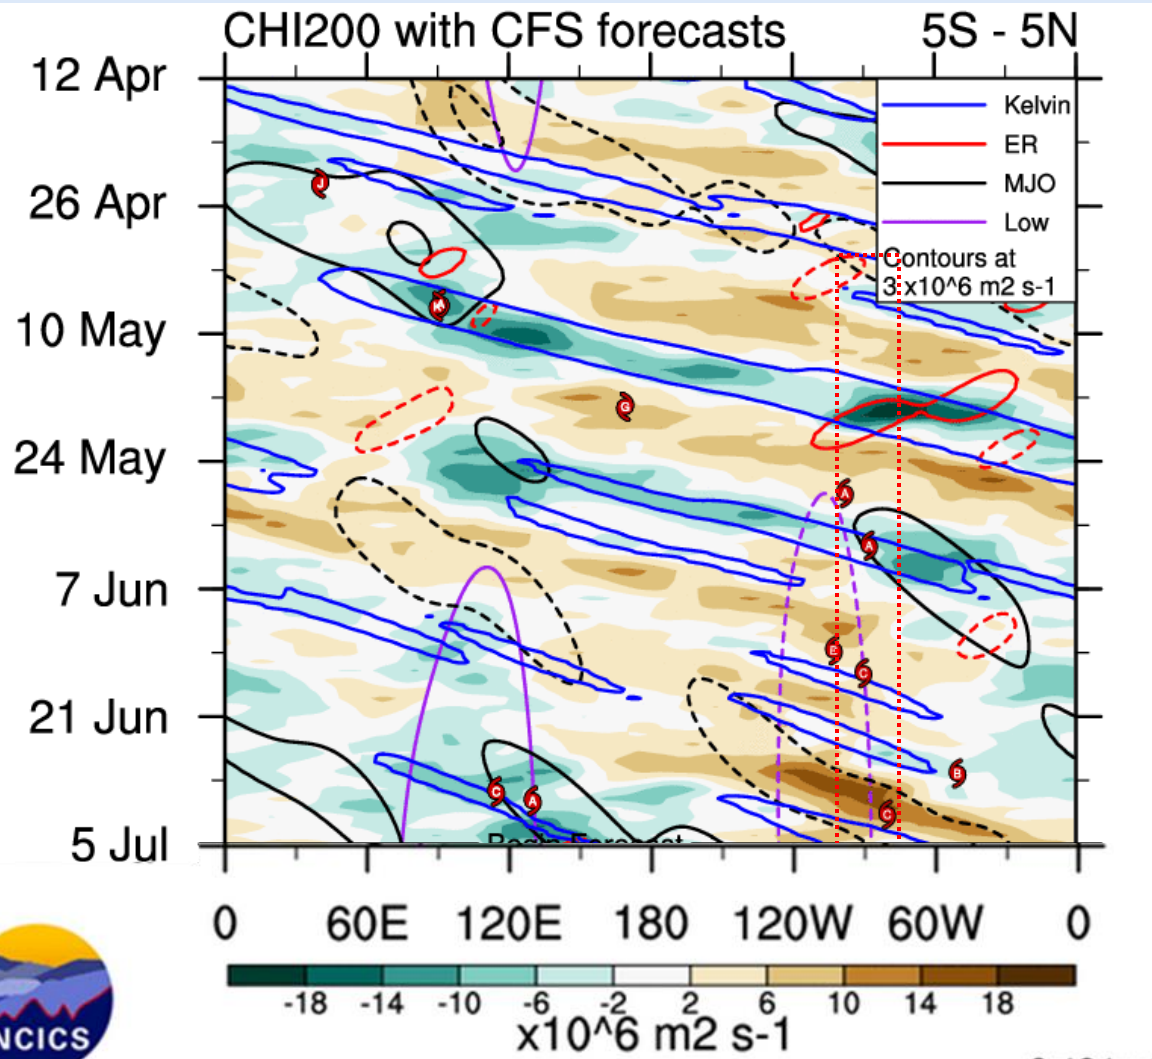 CHI200 with CFS forecasts 5S - 5N
12 Apr
26 Apr
10 May
24 May
7 Jun
21 Jun
5 Jul
Kelvin
ER
MJO
Low
Contours at
3 x10^6 m2 s-1
J
G
A
A
E
C
B
C
A
C
Begin Forecast
0 60E 120E 180 120W 60W 0
-18 -14 -10 -6 -2 2 6 10 14 18
x10^6 m2 s-1
NCICS